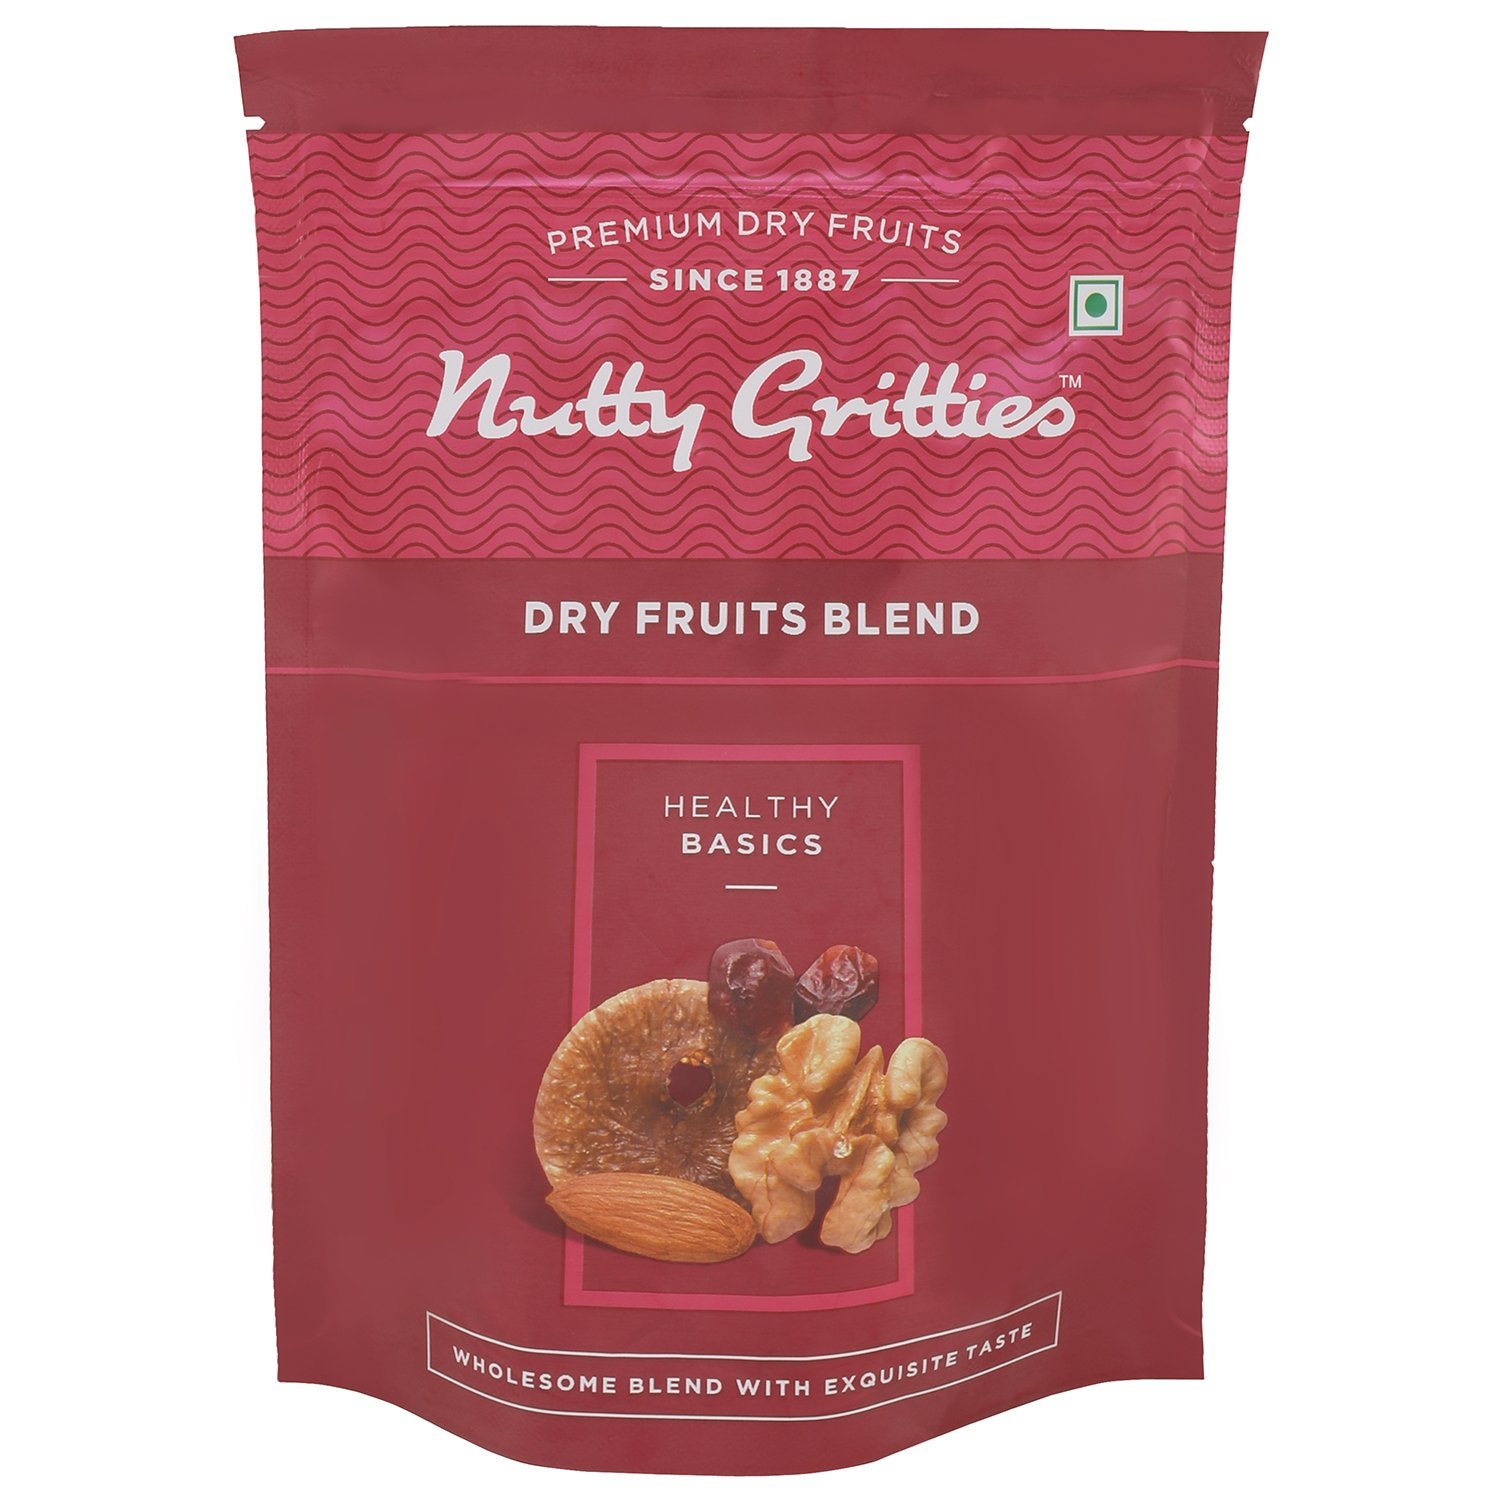 PREMIUM DRY FRUITS
SINCE 1887
Nutty Gritties™
DRY FRUITS BLEND
HEALTHY
BASICS
WHOLESOME BLEND WITH EXQUISITE TASTE